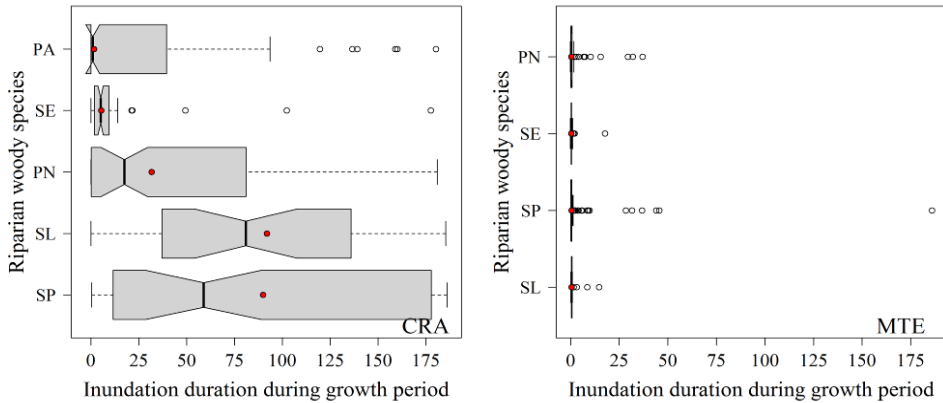 Riparian woody species
PA
SE
PN
SL
SP
CRA
0 25 50 75 100 125 150 175
Inundation duration during growth period
Riparian woody species
PN
SE
SP
SL
MTE
0 25 50 75 100 125 150 175
Inundation duration during growth period